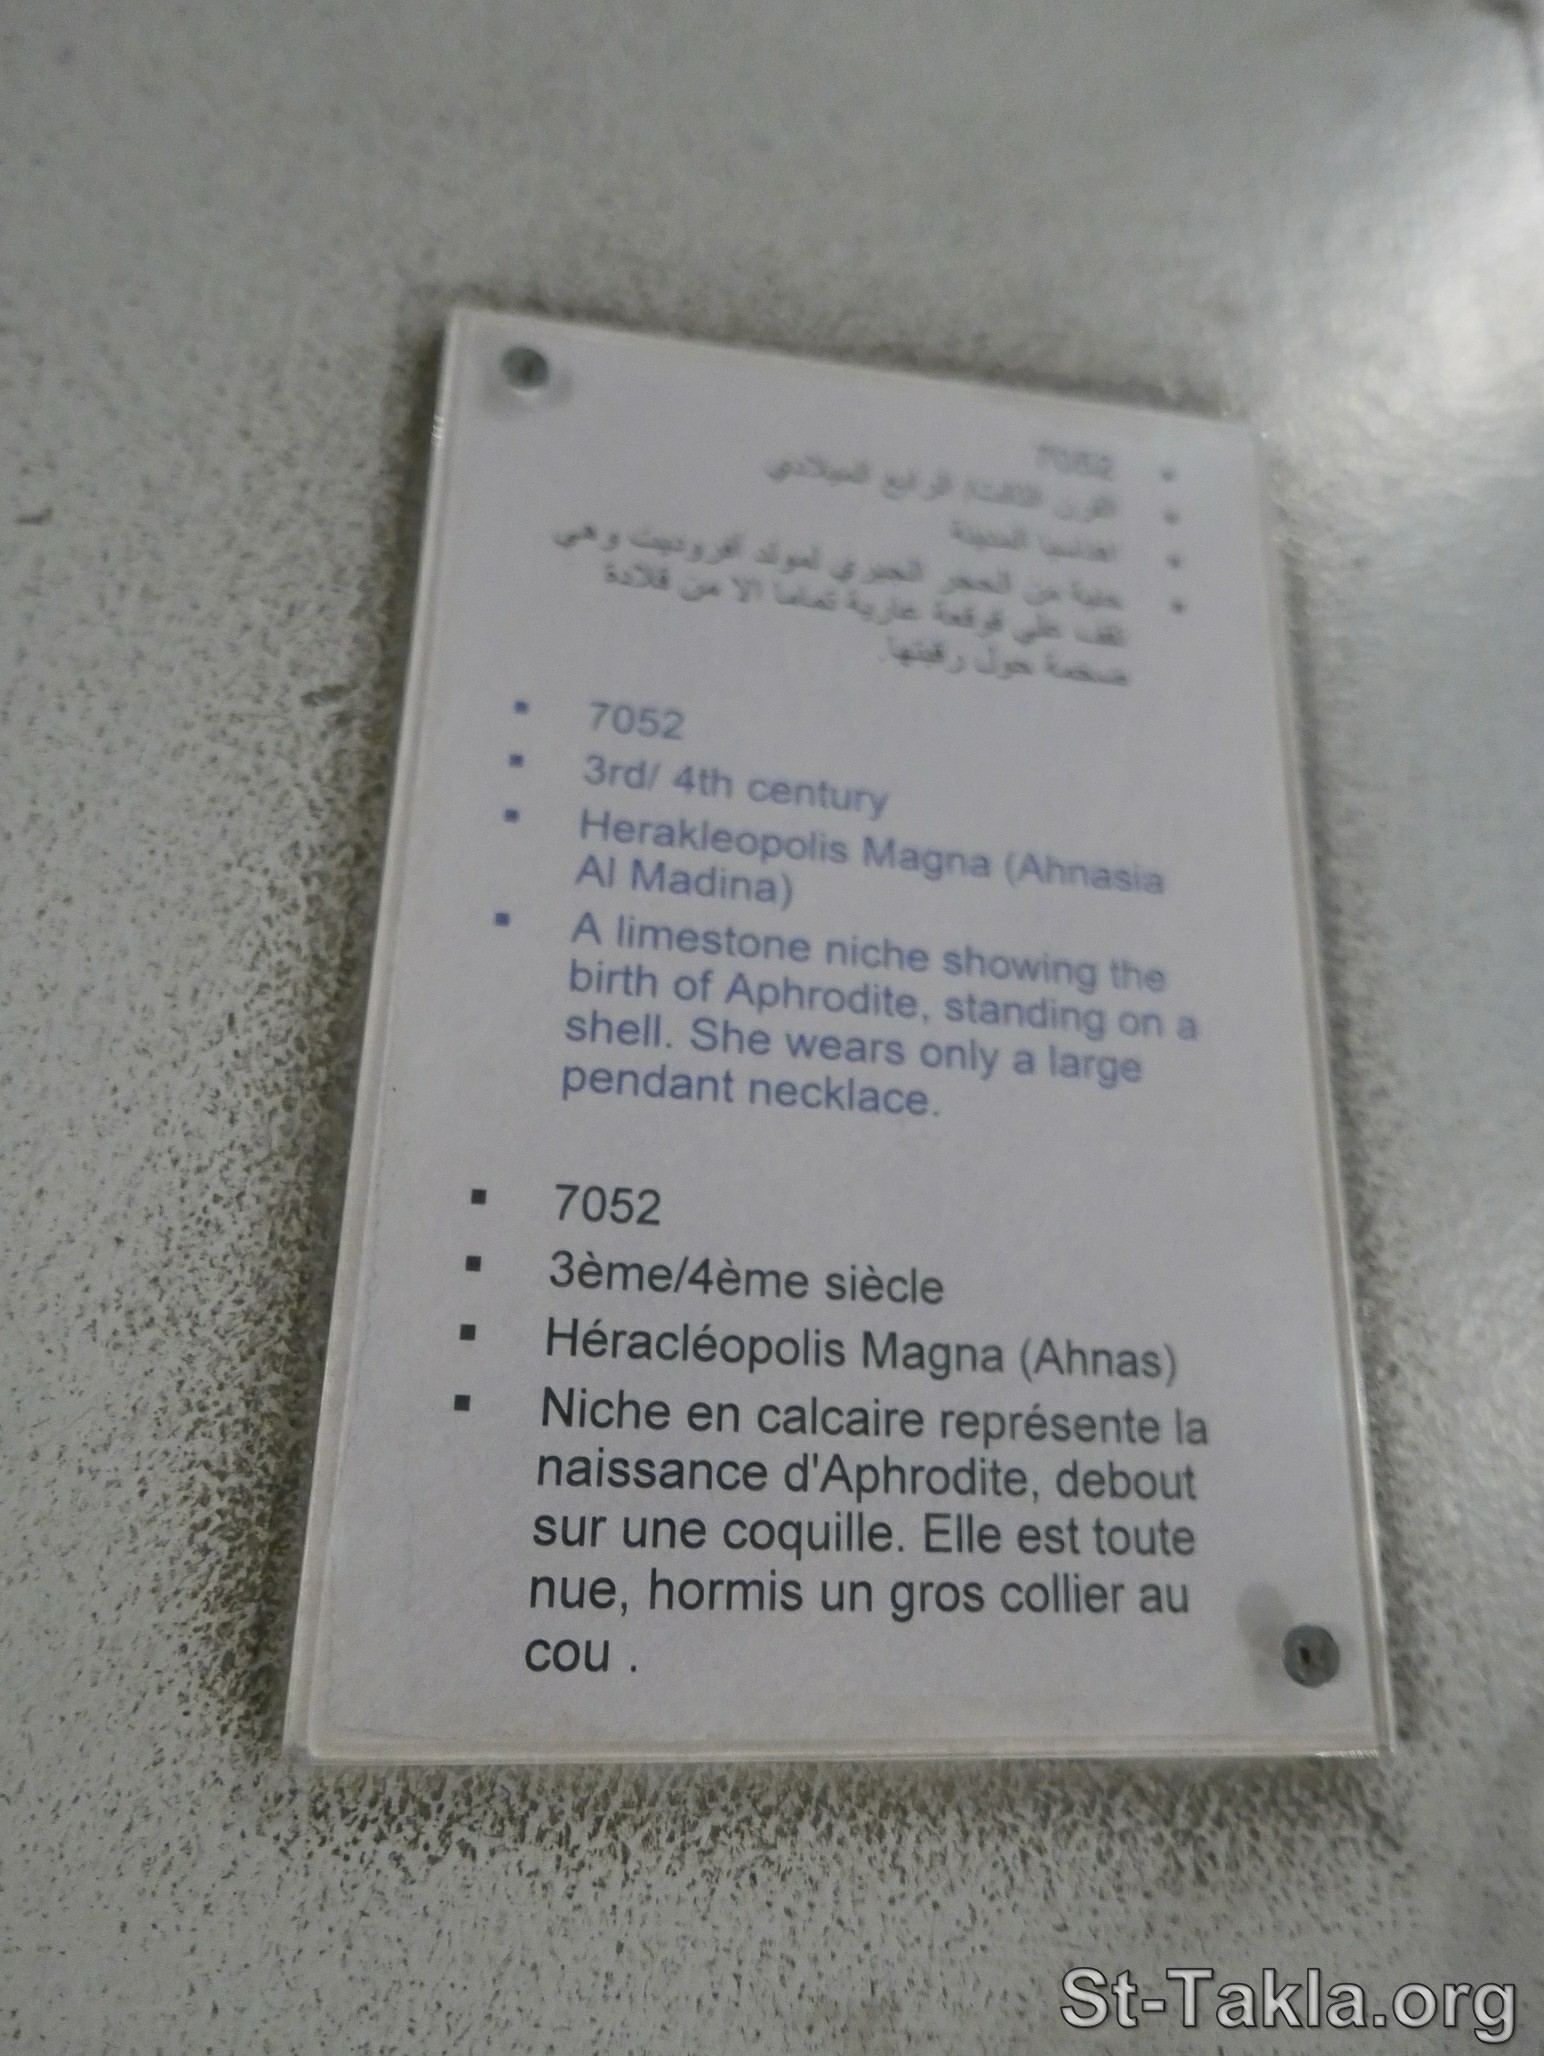 7052
القرن الثالث/ الرابع الميلادي
اهناسيا المدينة
حنية من الحجر الجيري لمولد أفروديت وهي
تقف على قوقعة عارية تماما الا من قلادة
ضخمة حول رقبتها.
7052
3rd/ 4th century
Herakleopolis Magna (Ahnasia
Al Madina)
A limestone niche showing the
birth of Aphrodite, standing on a
shell. She wears only a large
pendant necklace.
7052
3ème/4ème siècle
Héracléopolis Magna (Ahnas)
Niche en calcaire représente la
naissance d'Aphrodite, debout
sur une coquille. Elle est toute
nue, hormis un gros collier au
cou .
St-Takla.org